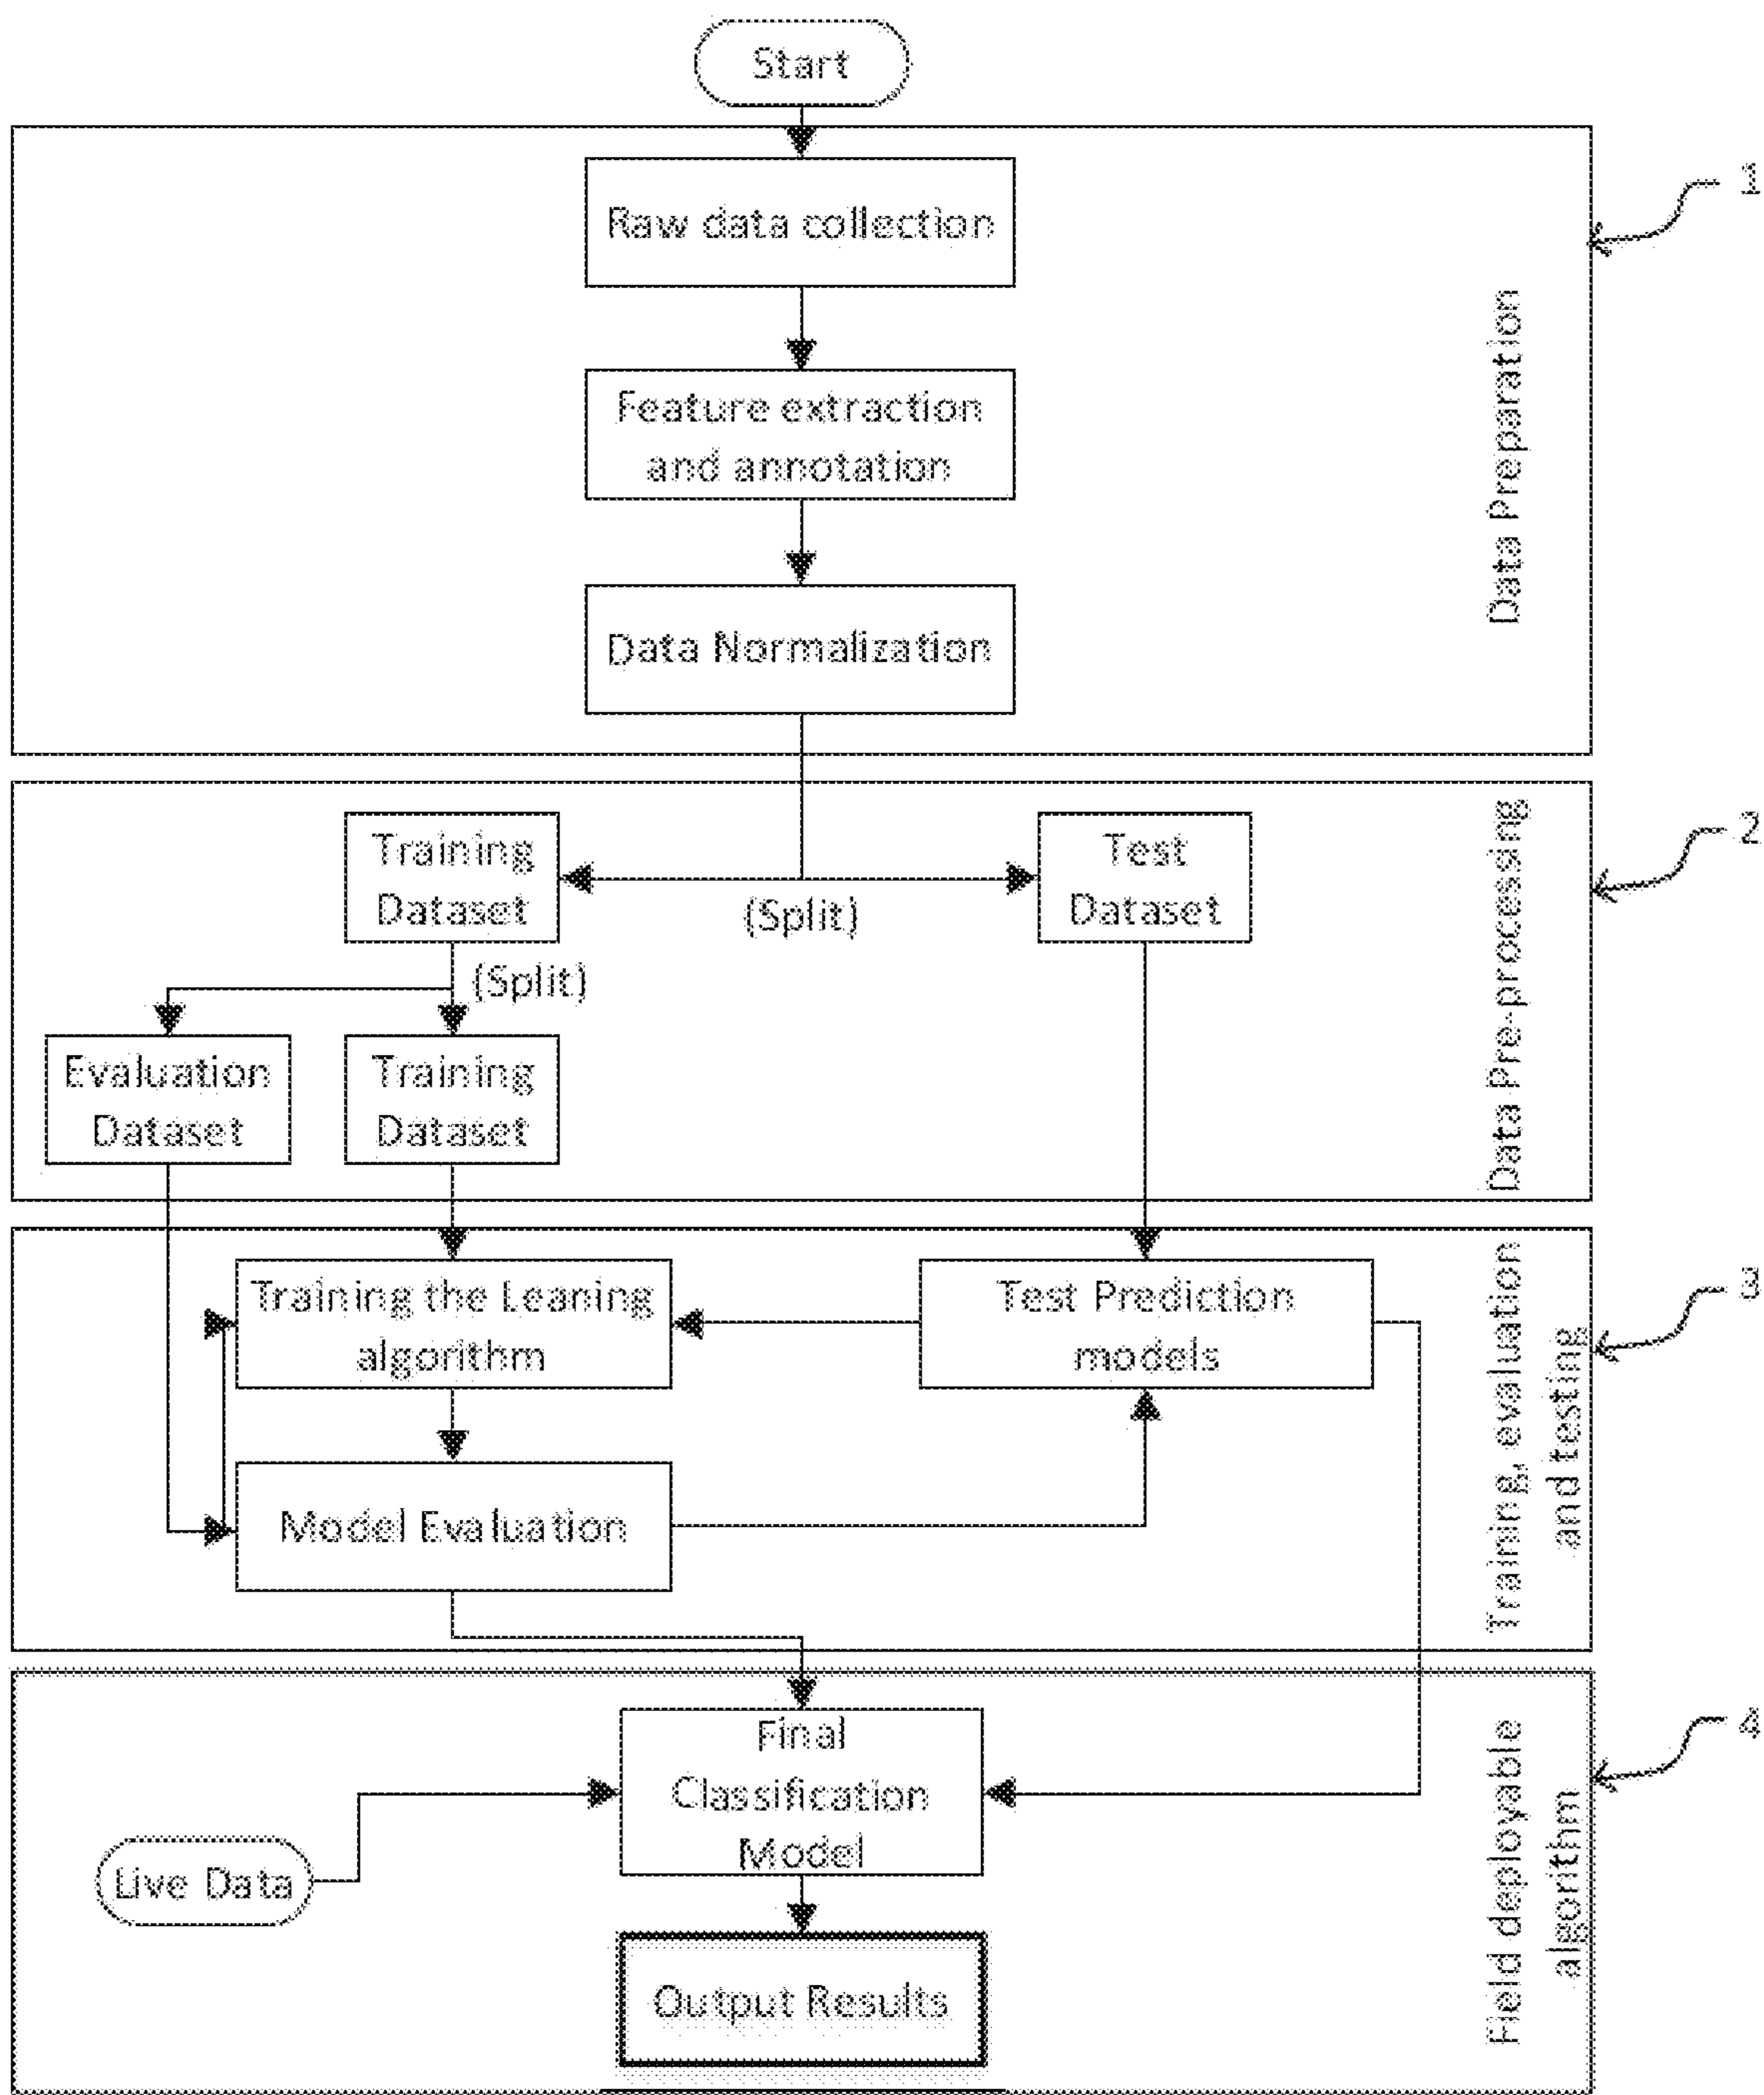 Start
1
Raw data collection
Feature extraction
and annotation
Data Normalization
Data Preparation
2
Training
Dataset
(Split)
Test
Dataset
(Split)
Evaluation
Dataset
Training
Dataset
Data Pre-processing
3
Training the Leaning
algorithm
Test Prediction
models
Model Evaluation
Training, evaluation
and testing
4
Final
Classification
Model
Live Data
Output Results
Field deployable
algorithm